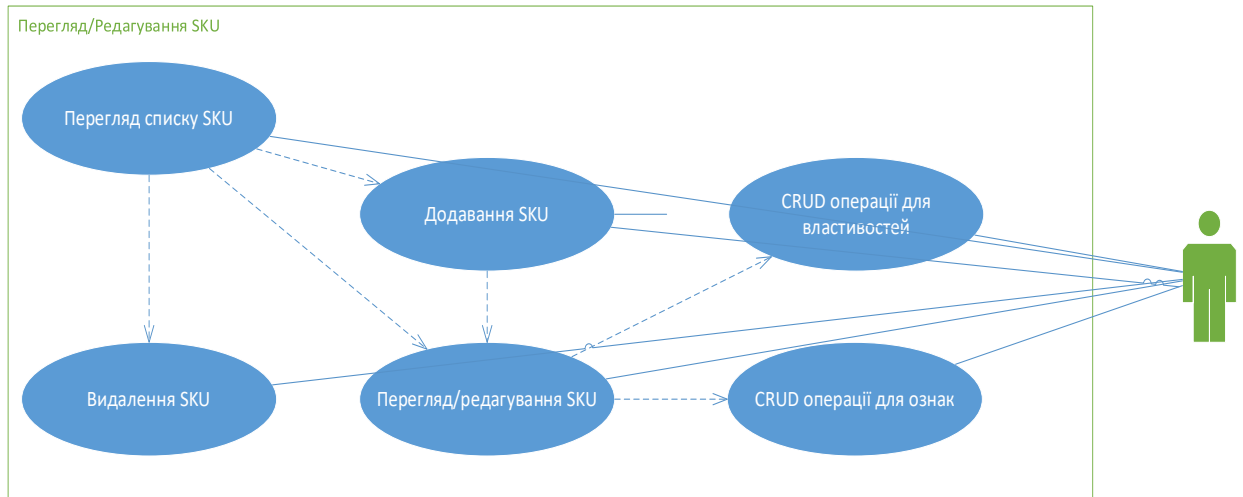 Перегляд/Редагування SKU
Перегляд списку SKU
Додавання SKU
CRUD операції для
властивостей
Видалення SKU
Перегляд/редагування SKU
CRUD операції для ознак